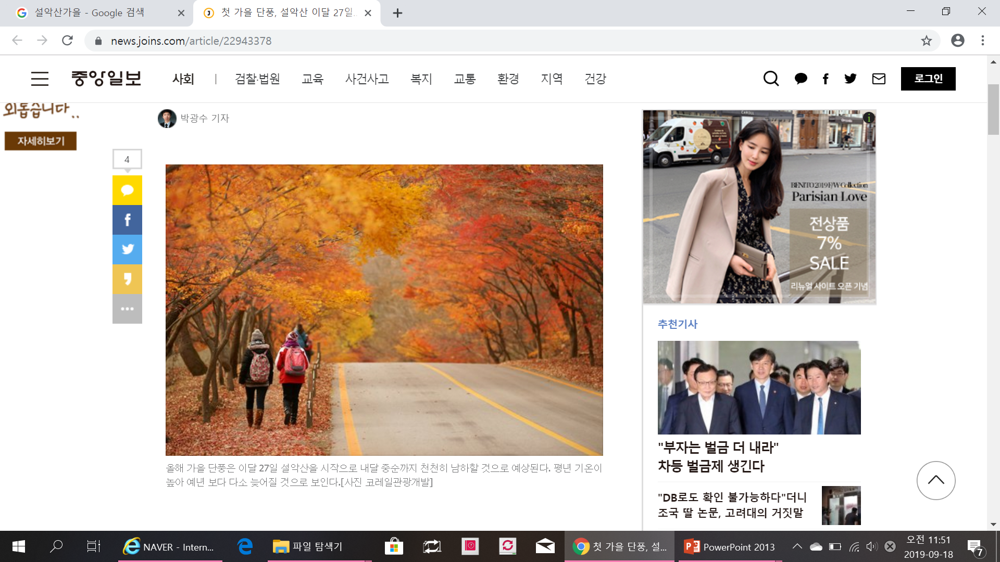 설악산가을 - Google 검색
첫 가을 단풍, 설악산 이달 27일...
news.joins.com/article/22943378
중앙일보
사회 | 검찰·법원 교육 사건사고 복지 교통 환경 지역 건강
로그인
외롭습니다..
자세히보기
박광수 기자
4
올해 가을 단풍은 이달 27일 설악산을 시작으로 내달 중순까지 천천히 남하할 것으로 예상된다. 평년 기온이
높아 예년 보다 다소 늦어질 것으로 보인다.[사진 코레일관광개발]
CAROLL
BENITO 2019 F/W Collection
Parisian Love
전상품
7%
SALE
리뉴얼 사이트 오픈 기념
추천기사
"부자는 벌금 더 내라"
차등 벌금제 생긴다
"DB로도 확인 불가능하다"더니
조국 딸 논문, 고려대의 거짓말
NAVER - Intern...
파일 탐색기
첫 가을 단풍, 설...
PowerPoint 2013
오전 11:51
2019-09-18
7